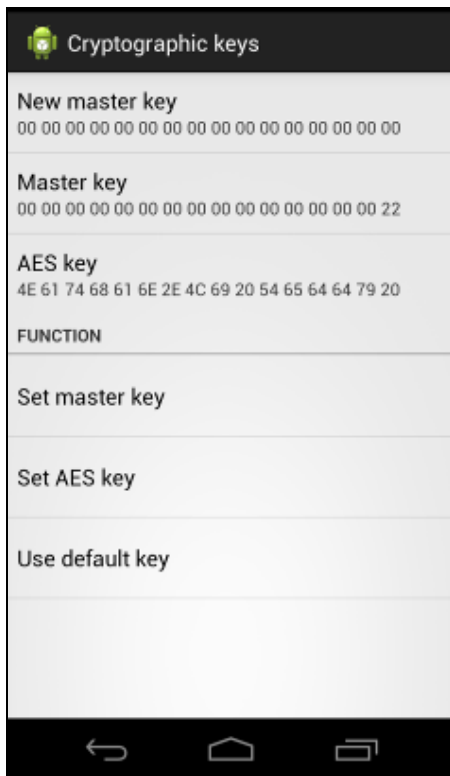 Cryptographic keys
New master key
00 00 00 00 00 00 00 00 00 00 00 00 00 00 00 00
Master key
00 00 00 00 00 00 00 00 00 00 00 00 00 00 00 22
AES key
4E 61 74 68 61 6E 2E 4C 69 20 54 65 64 64 79 20
FUNCTION
Set master key
Set AES key
Use default key